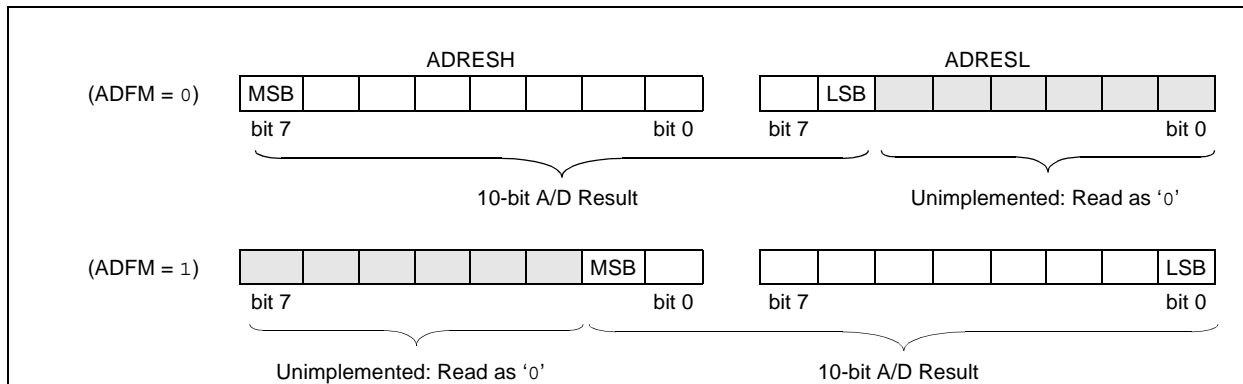 ADRESH ADRESL
(ADFM = 0) MSB LSB
bit 7 bit 0 bit 7 bit 0
10-bit A/D Result Unimplemented: Read as ‘0’
(ADFM = 1) MSB LSB
bit 7 bit 0 bit 7 bit 0
Unimplemented: Read as ‘0’ 10-bit A/D Result